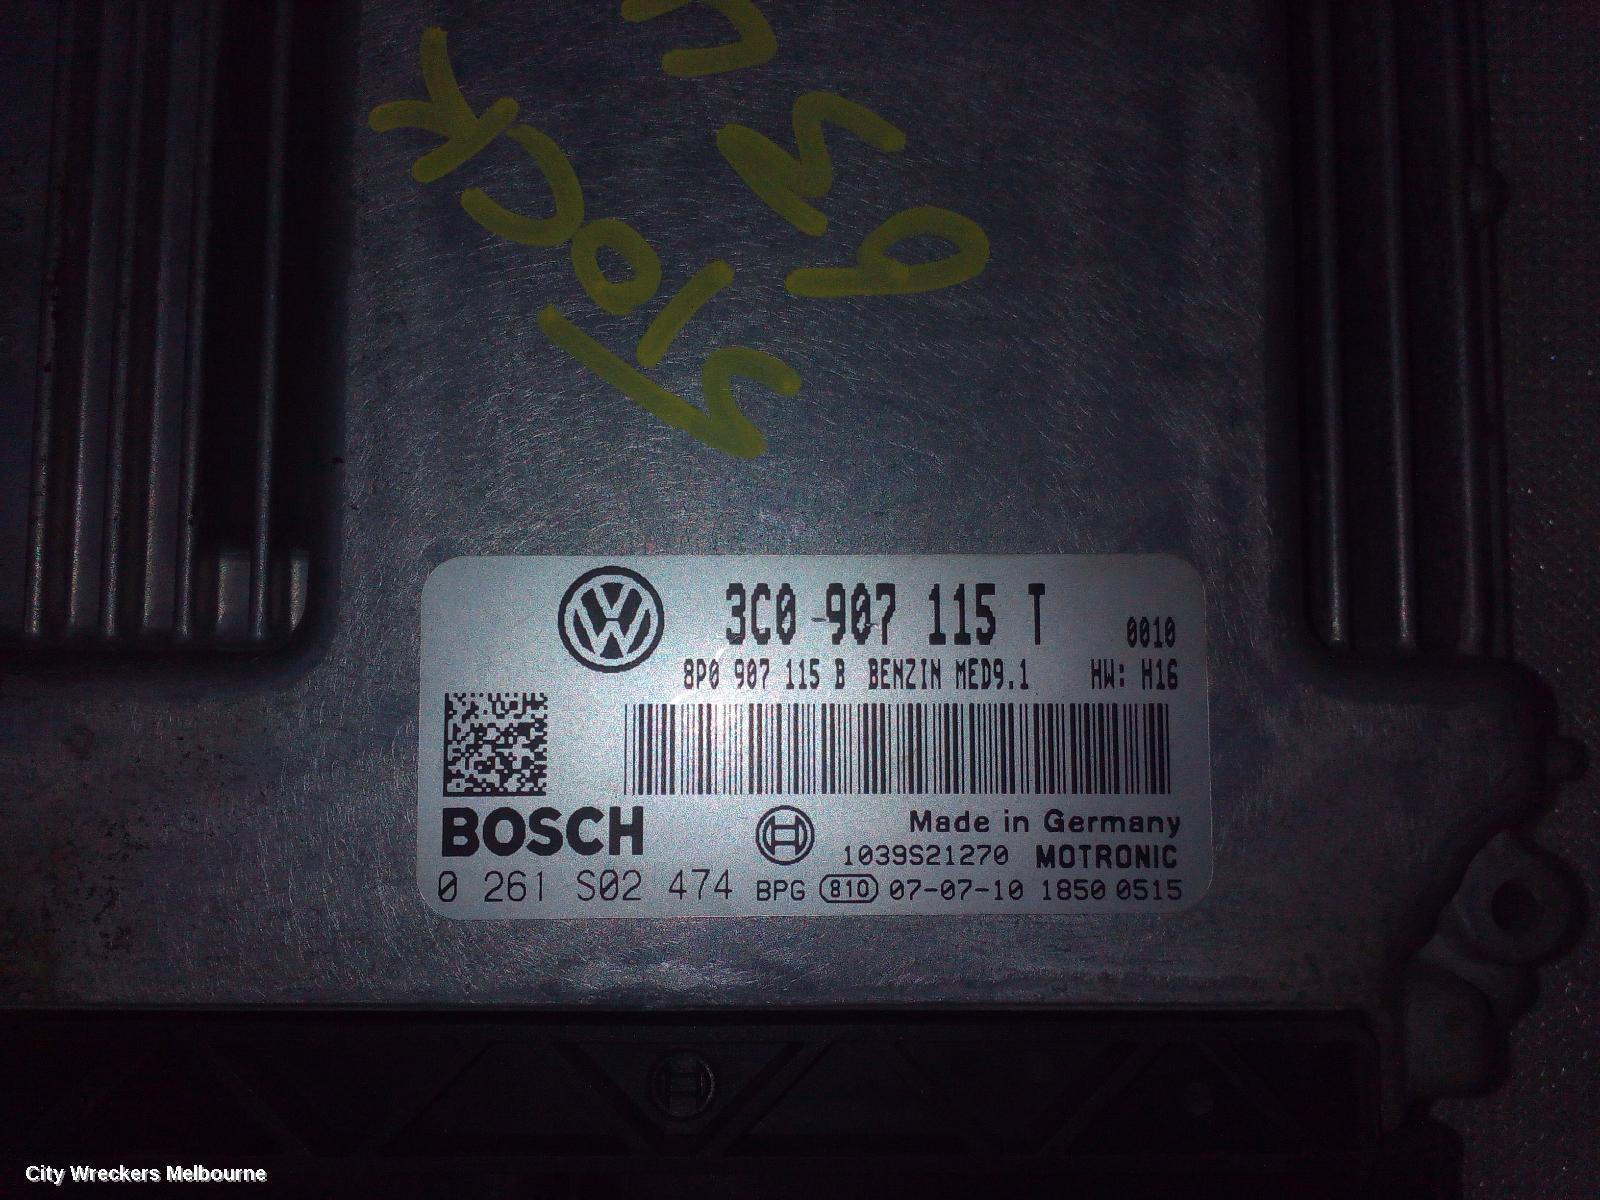 3C0 907 115 T
0010
8P0 907 115 B BENZIN MED9.1 HW: H16
BOSCH
Made in Germany
1039S21270 MOTRONIC
0 261 S02 474 BPG 810 07-07-10 1850 0515
City Wreckers Melbourne